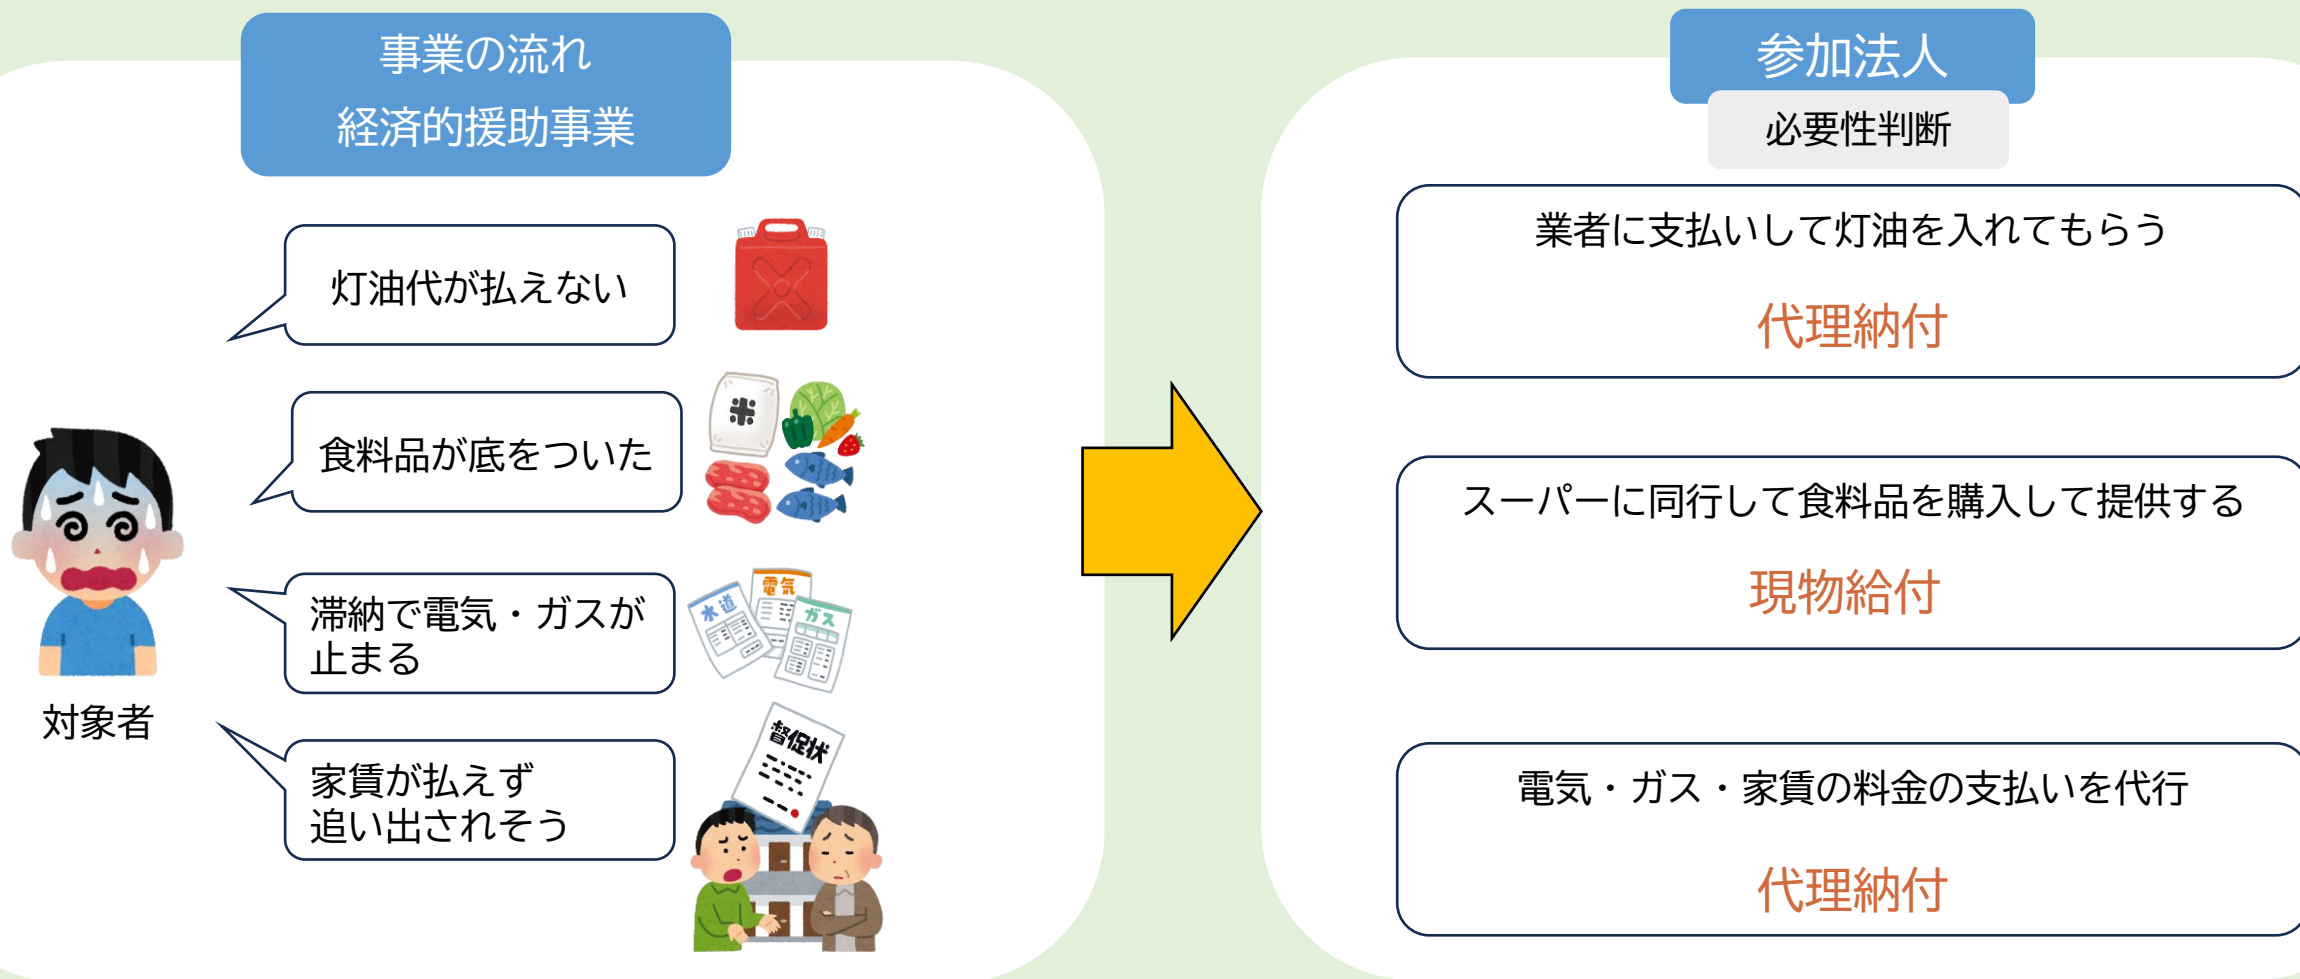 事業の流れ
経済的援助事業
灯油代が払えない
食料品が底をついた
米
滞納で電気・ガスが
止まる
水道
電気
ガス
対象者
家賃が払えず
追い出されそう
督促状
参加法人
必要性判断
業者に支払いして灯油を入れてもらう
代理納付
スーパーに同行して食料品を購入して提供する
現物給付
電気・ガス・家賃の料金の支払いを代行
代理納付